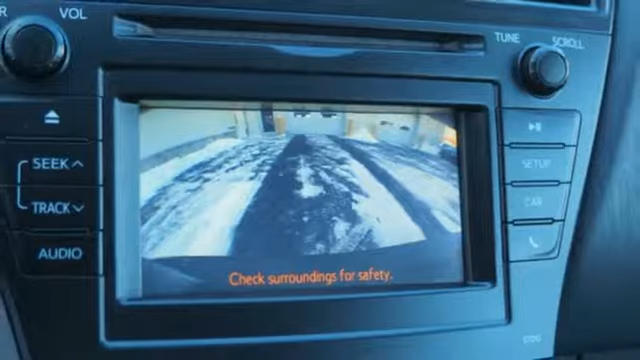 R
VOL
TUNE
SCROLL
SEEK
TRACK
AUDIO
SETUP
CAR
Check surroundings for safety.